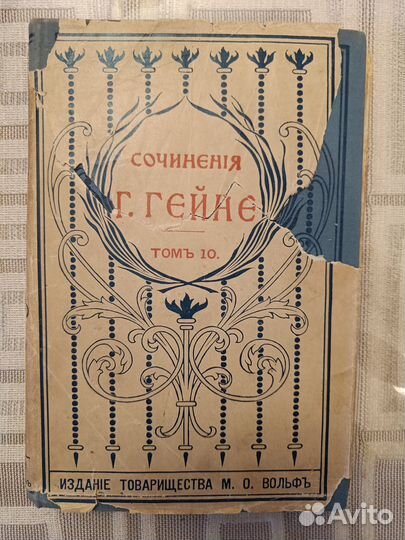 СОЧИНЕНІЯ
Г. ГЕЙНЕ
ТОМЪ 10.
ИЗДАНІЕ ТОВАРИЩЕСТВА М. О. ВОЛЬФЪ
Avito